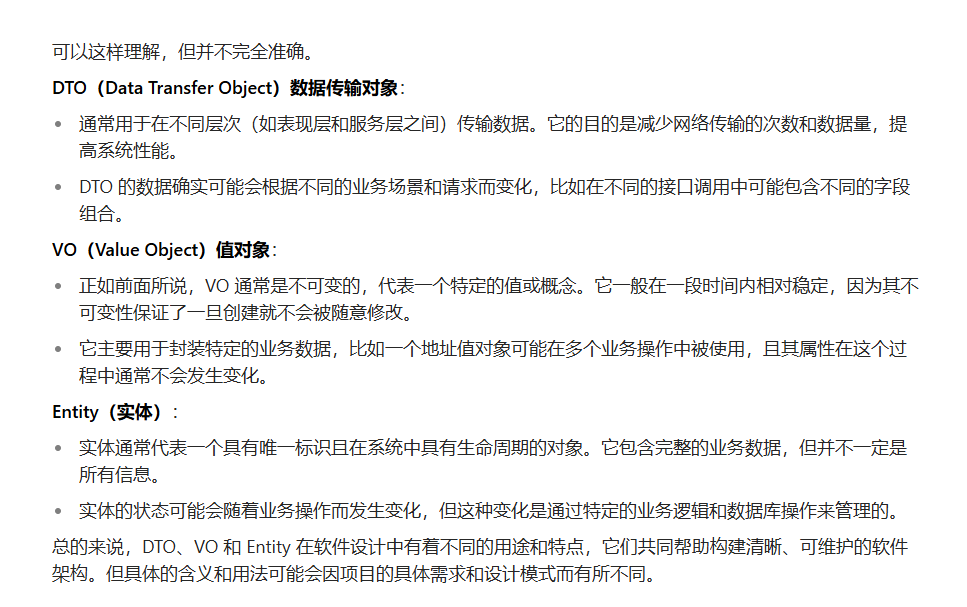 可以这样理解，但并不完全准确。
DTO（Data Transfer Object）数据传输对象：
• 通常用于在不同层次（如表现层和服务层之间）传输数据。它的目的是减少网络传输的次数和数据量，提
高系统性能。
• DTO 的数据确实可能会根据不同的业务场景和请求而变化，比如在不同的接口调用中可能包含不同的字段
组合。
VO（Value Object）值对象：
• 正如前面所说，VO 通常是不可变的，代表一个特定的值或概念。它一般在一段时间内相对稳定，因为其不
可变性保证了一旦创建就不会被随意修改。
• 它主要用于封装特定的业务数据，比如一个地址值对象可能在多个业务操作中被使用，且其属性在这个过
程中通常不会发生变化。
Entity（实体）：
• 实体通常代表一个具有唯一标识且在系统中具有生命周期的对象。它包含完整的业务数据，但并不一定是
所有信息。
• 实体的状态可能会随着业务操作而发生变化，但这种变化是通过特定的业务逻辑和数据库操作来管理的。
总的来说，DTO、VO 和 Entity 在软件设计中有着不同的用途和特点，它们共同帮助构建清晰、可维护的软件
架构。但具体的含义和用法可能会因项目的具体需求和设计模式而有所不同。